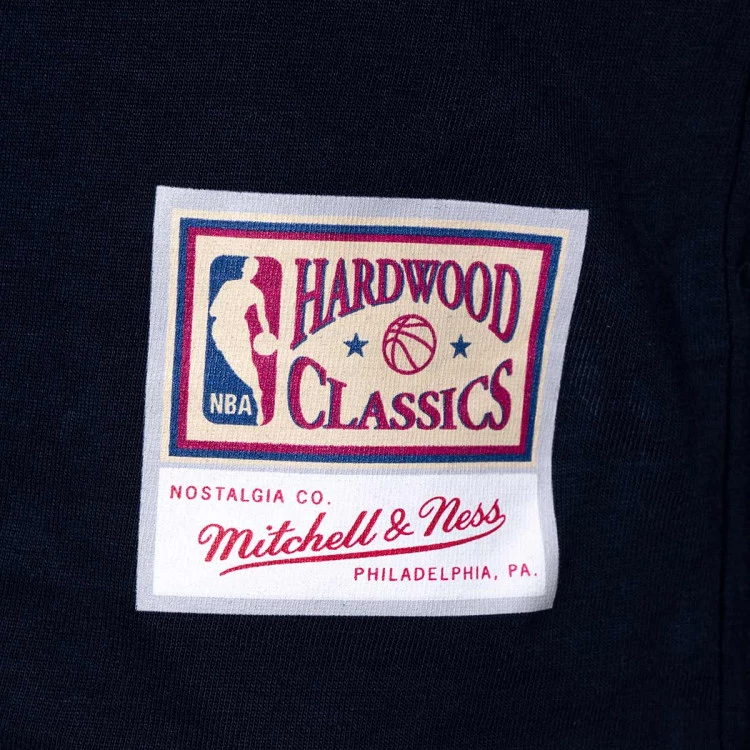 HARDWOOD
CLASSICS
NBA
NOSTALGIA CO.
Mitchell & Ness
PHILADELPHIA, PA.